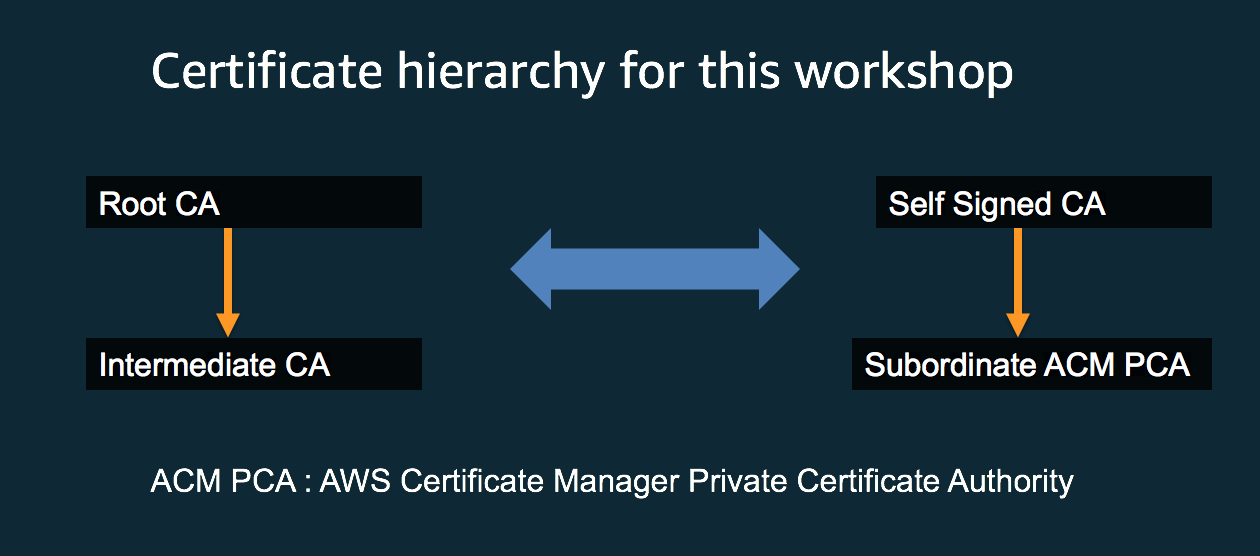 Certificate hierarchy for this workshop
Root CA
Self Signed CA
Intermediate CA
Subordinate ACM PCA
ACM PCA : AWS Certificate Manager Private Certificate Authority